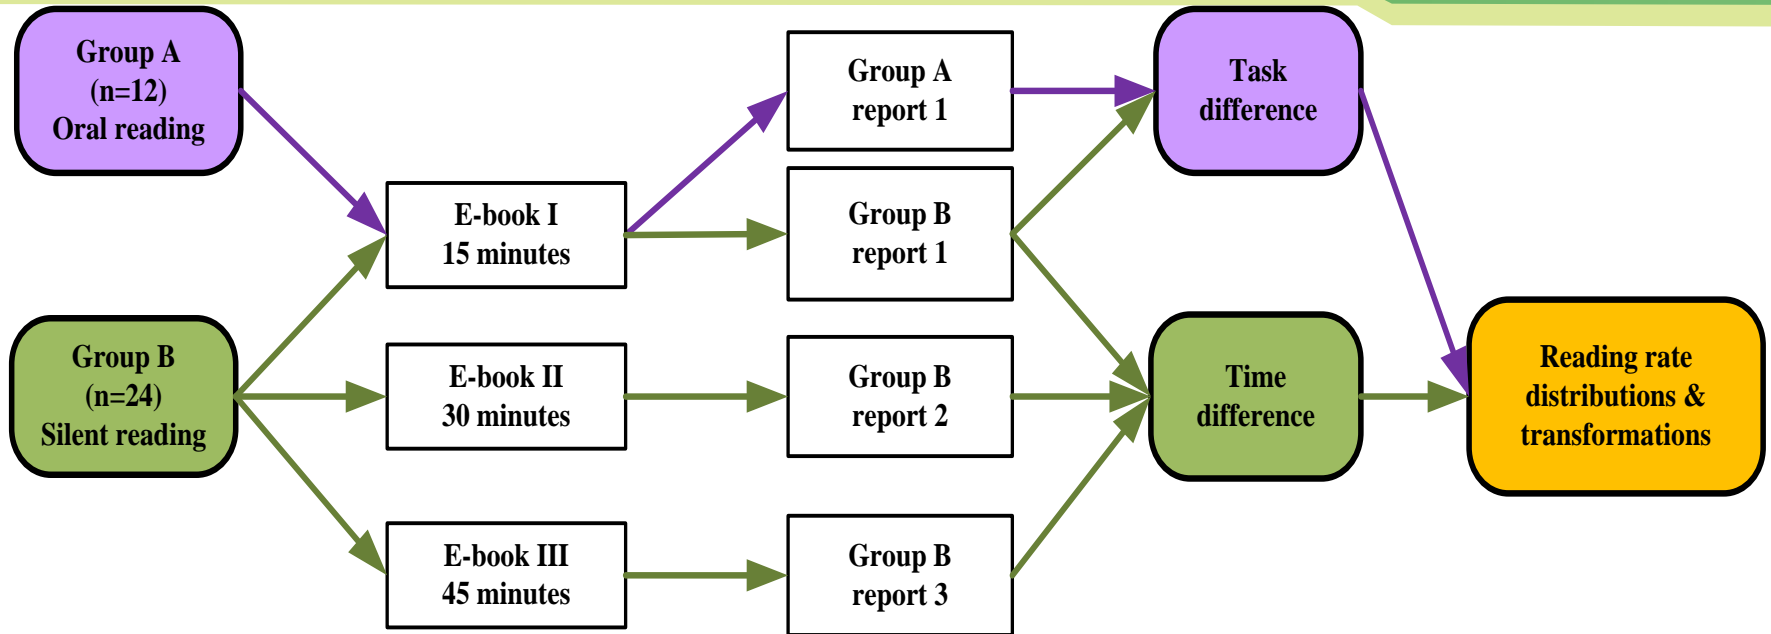 Group A
(n=12)
Oral reading
Group B
(n=24)
Silent reading
E-book I
15 minutes
E-book II
30 minutes
E-book III
45 minutes
Group A
report 1
Group B
report 1
Group B
report 2
Group B
report 3
Task
difference
Time
difference
Reading rate
distributions &
transformations